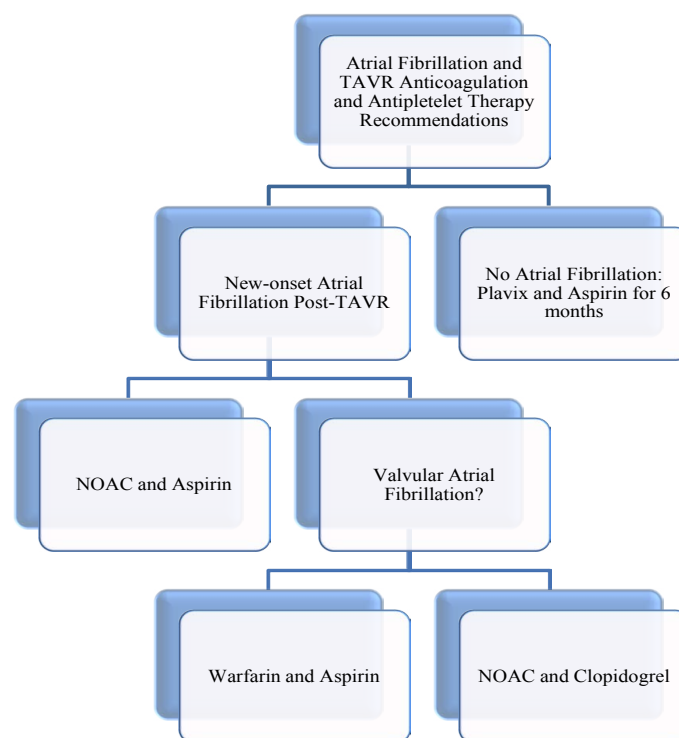 Atrial Fibrillation and
TAVR Anticoagulation
and Antipletelet Therapy
Recommendations
New-onset Atrial
Fibrillation Post-TAVR
No Atrial Fibrillation:
Plavix and Aspirin for 6
months
NOAC and Aspirin
Valvular Atrial
Fibrillation?
Warfarin and Aspirin
NOAC and Clopidogrel